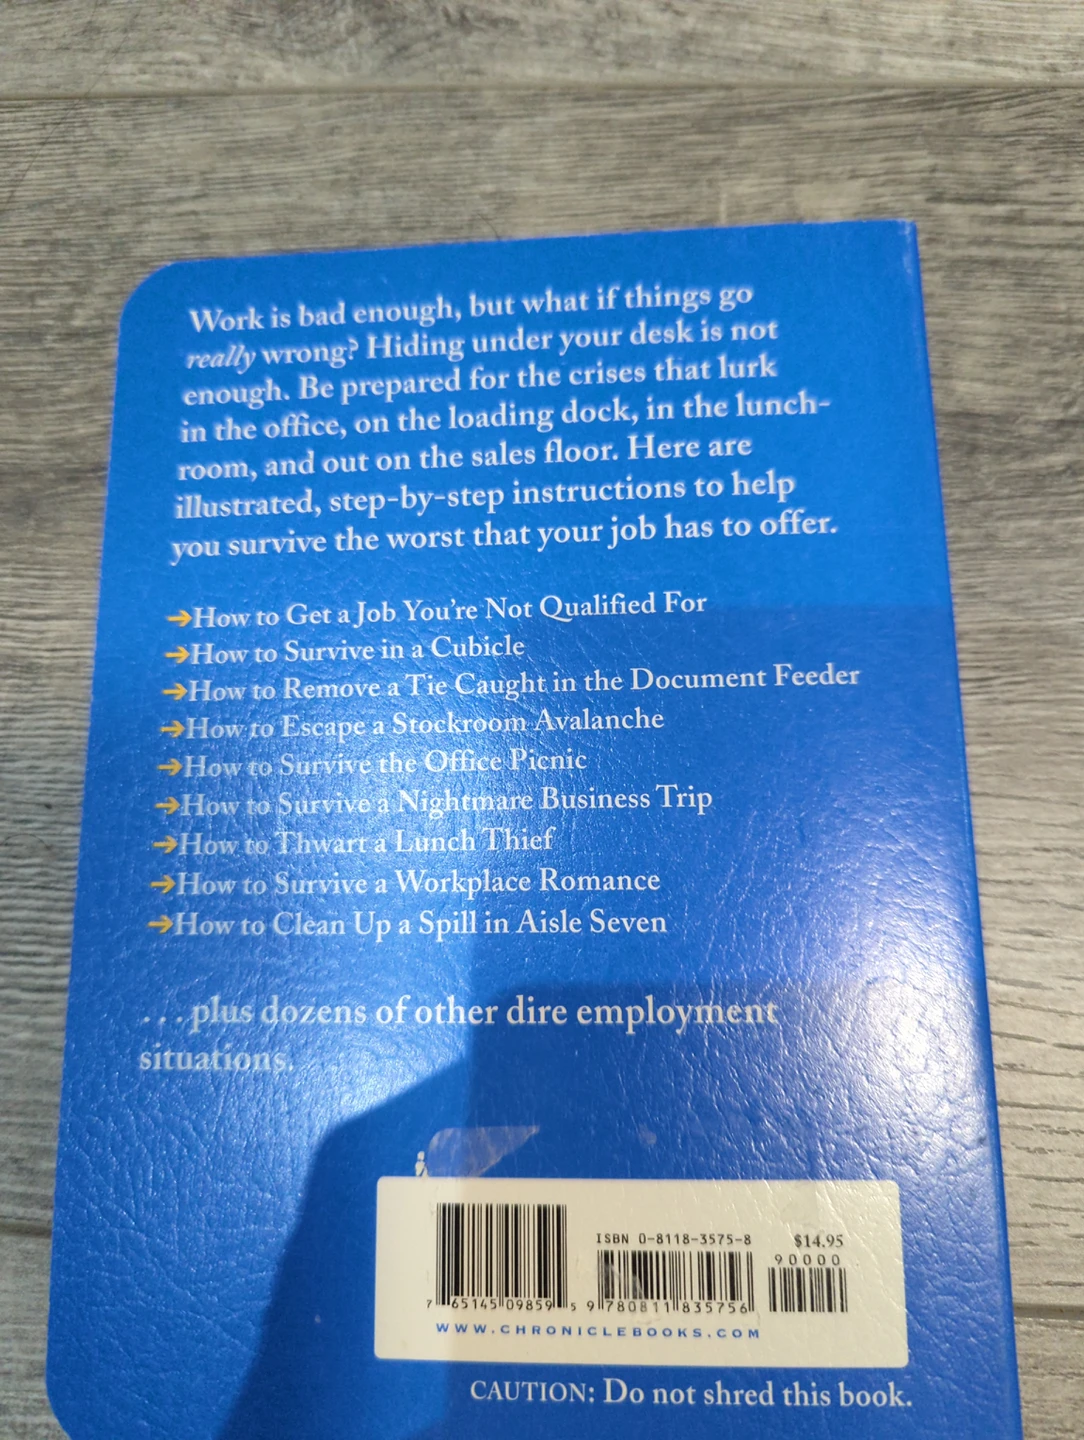 Work is bad enough, but what if things go
really wrong? Hiding under your desk is not
enough. Be prepared for the crises that lurk
in the office, on the loading dock, in the lunch-
room, and out on the sales floor. Here are
illustrated, step-by-step instructions to help
you survive the worst that your job has to offer.
➔How to Get a Job You're Not Qualified For
➔How to Survive in a Cubicle
➔How to Remove a Tie Caught in the Document Feeder
➔How to Escape a Stockroom Avalanche
➔How to Survive the Office Picnic
➔How to Survive a Nightmare Business Trip
➔How to Thwart a Lunch Thief
➔How to Survive a Workplace Romance
➔How to Clean Up a Spill in Aisle Seven
. . . plus dozens of other dire employment
situations.
ISBN 0-8118-3575-8 $14.95
90000
7 65145 09859 5 9 780811 835756
WWW.CHRONICLEBOOKS.COM
CAUTION: Do not shred this book.